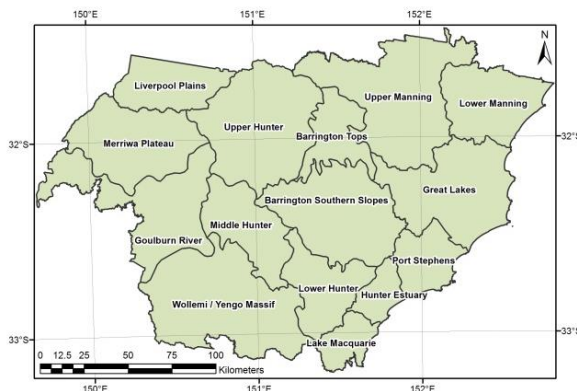 150°E
151°E
152°E
N
Liverpool Plains
Upper Manning
Lower Manning
Upper Hunter
Barrington Tops
32°S
Merriwa Plateau
32°S
Great Lakes
Barrington Southern Slopes
Middle Hunter
Goulburn River
Port Stephens
Lower Hunter
Hunter Estuary
Wollemi / Yengo Massif
33°S
Lake Macquarie
33°S
0 12.5 25 50 75 100
Kilometers
150°E
151°E
152°E